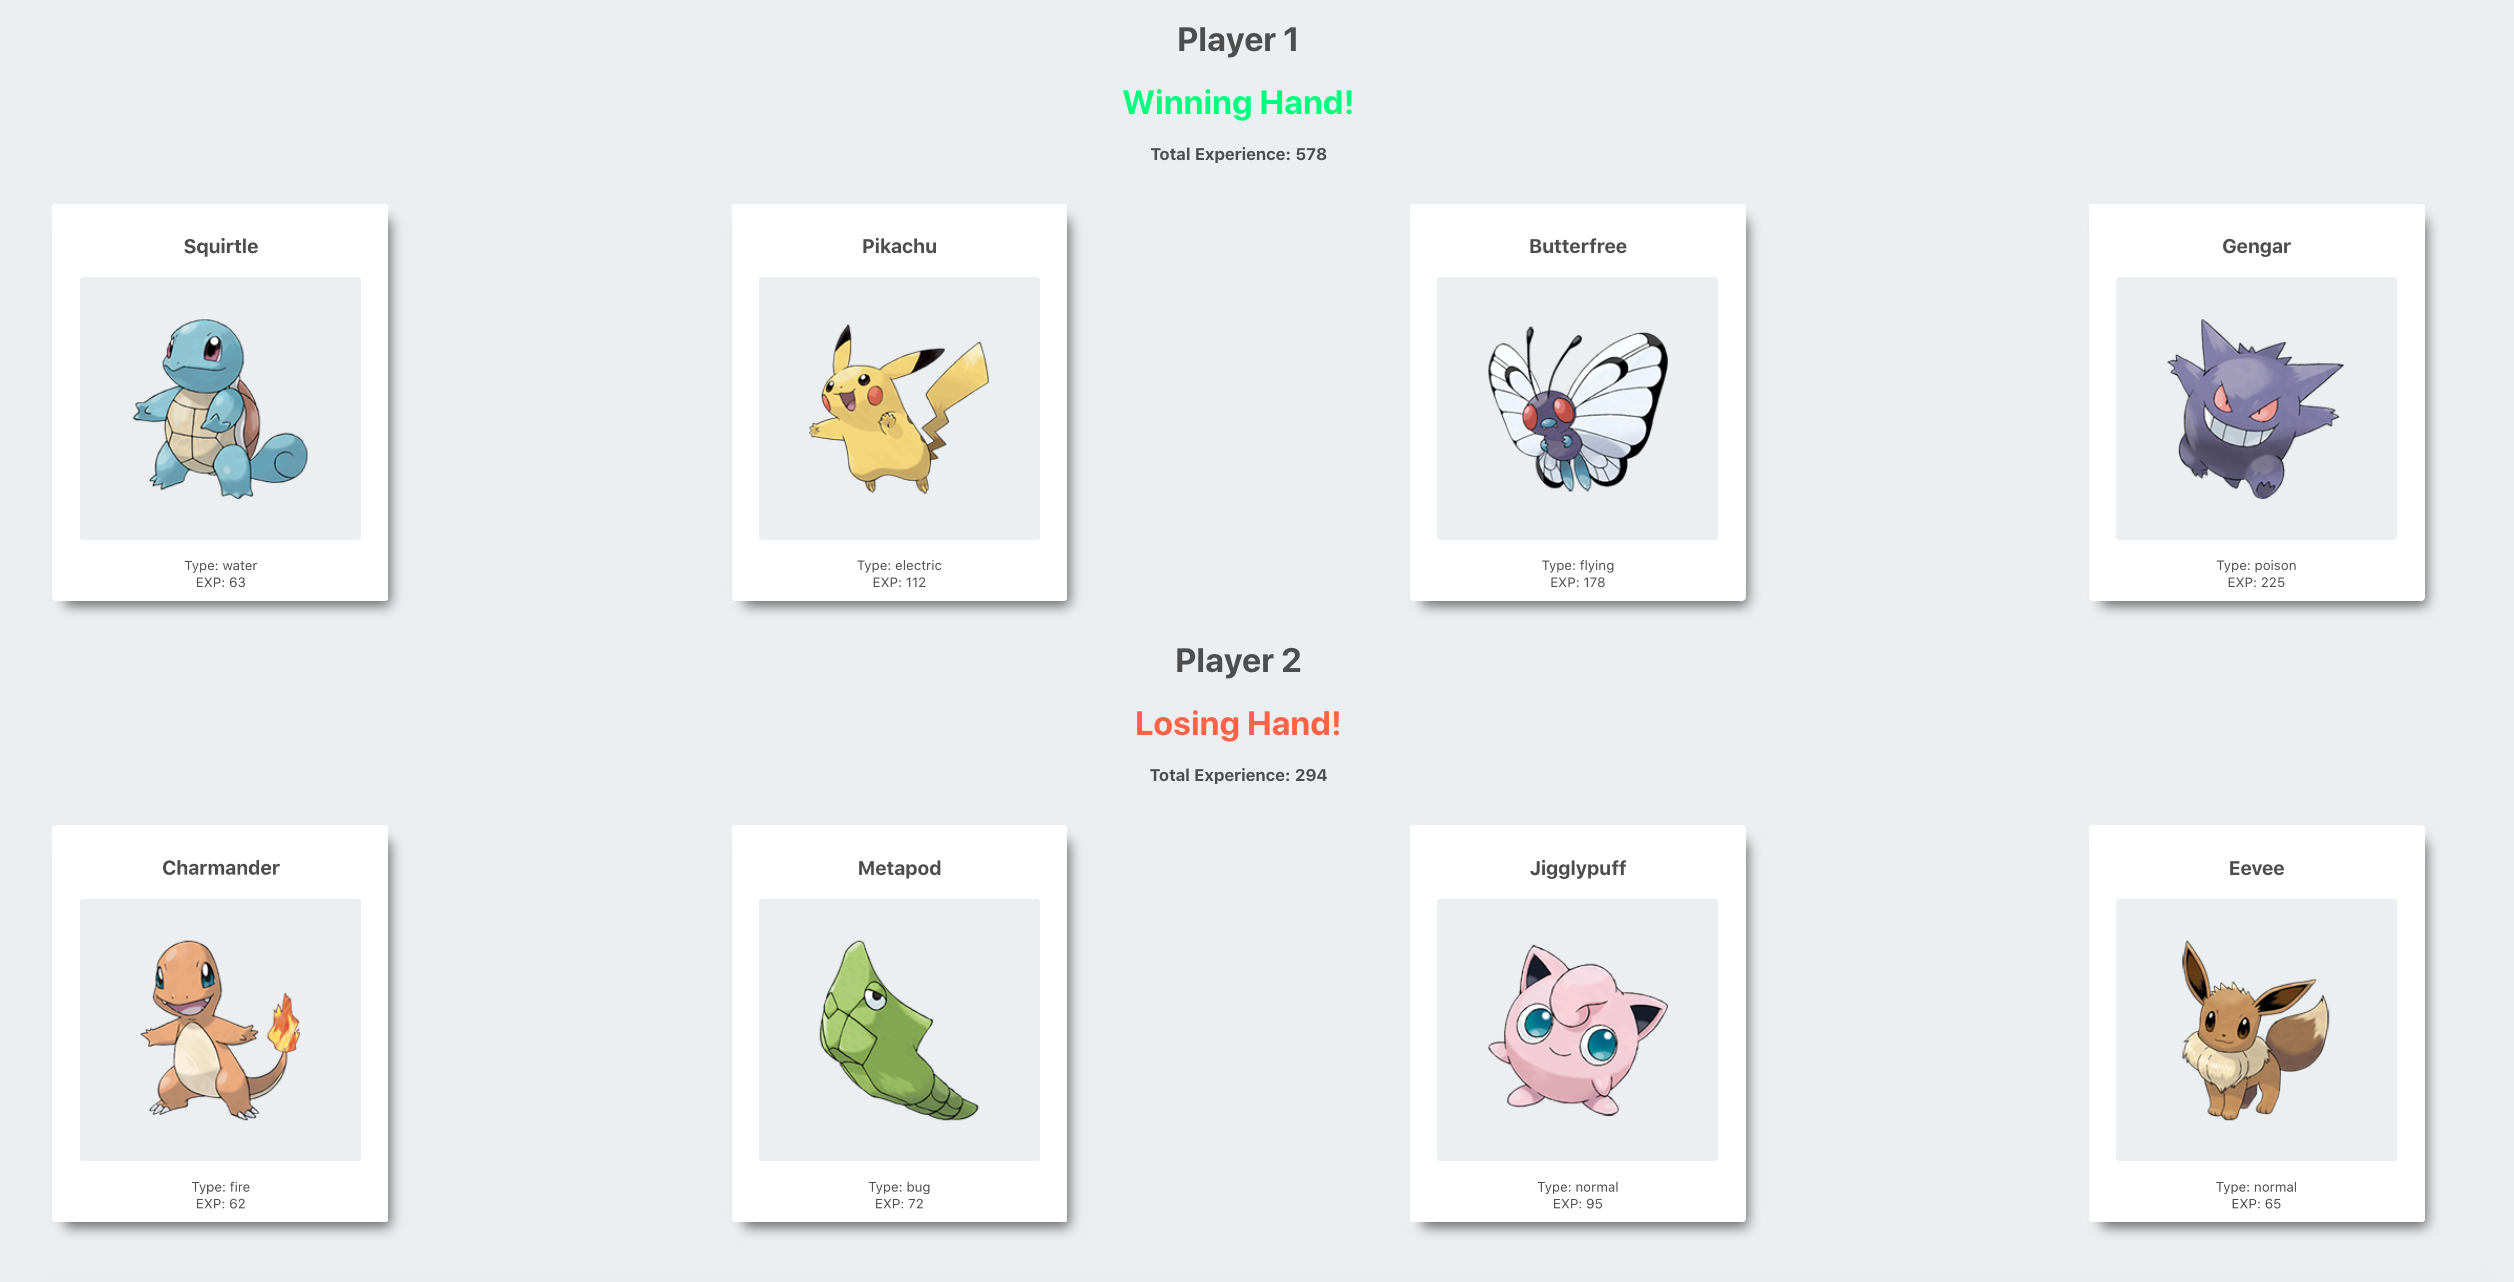 Player 1
Winning Hand!
Total Experience: 578
Squirtle
Type: water
EXP: 63
Pikachu
Type: electric
EXP: 112
Butterfree
Type: flying
EXP: 178
Gengar
Type: poison
EXP: 225
Player 2
Losing Hand!
Total Experience: 294
Charmander
Type: fire
EXP: 62
Metapod
Type: bug
EXP: 72
Jigglypuff
Type: normal
EXP: 95
Eevee
Type: normal
EXP: 65